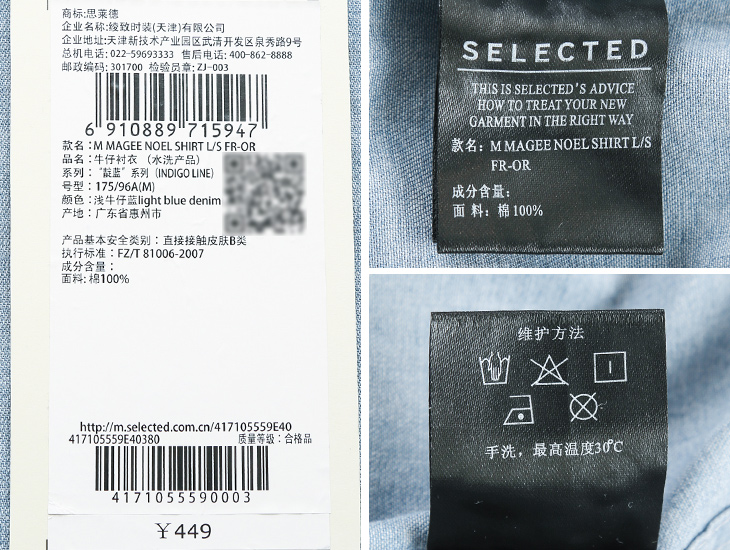 商标: 思莱德
企业名称:绫致时装(天津)有限公司
企业地址:天津新技术产业园区武清开发区泉秀路9号
总机电话: 022-59693333 售后电话: 400-862-8888
邮政编码: 301700 检验员章: ZJ-003
6 910889 715947
款名: M MAGEE NOEL SHIRT L/S FR-OR
品名: 牛仔衬衣 (水洗产品)
系列: "靛蓝"系列 (INDIGO LINE)
号型: 175/96A(M)
颜色: 浅牛仔蓝light blue denim
产地: 广东省惠州市
产品基本安全类别: 直接接触皮肤B类
执行标准: FZ/T 81006-2007
成分含量:
面料: 棉100%
http://m.selected.com.cn/417105559E40
417105559E40380 质量等级: 合格品
4171055590003
￥449
SELECTED
THIS IS SELECTED'S ADVICE
HOW TO TREAT YOUR NEW
GARMENT IN THE RIGHT WAY
款名: M MAGEE NOEL SHIRT L/S
FR-OR
成分含量:
面 料: 棉 100%
维护方法
手洗，最高温度30℃